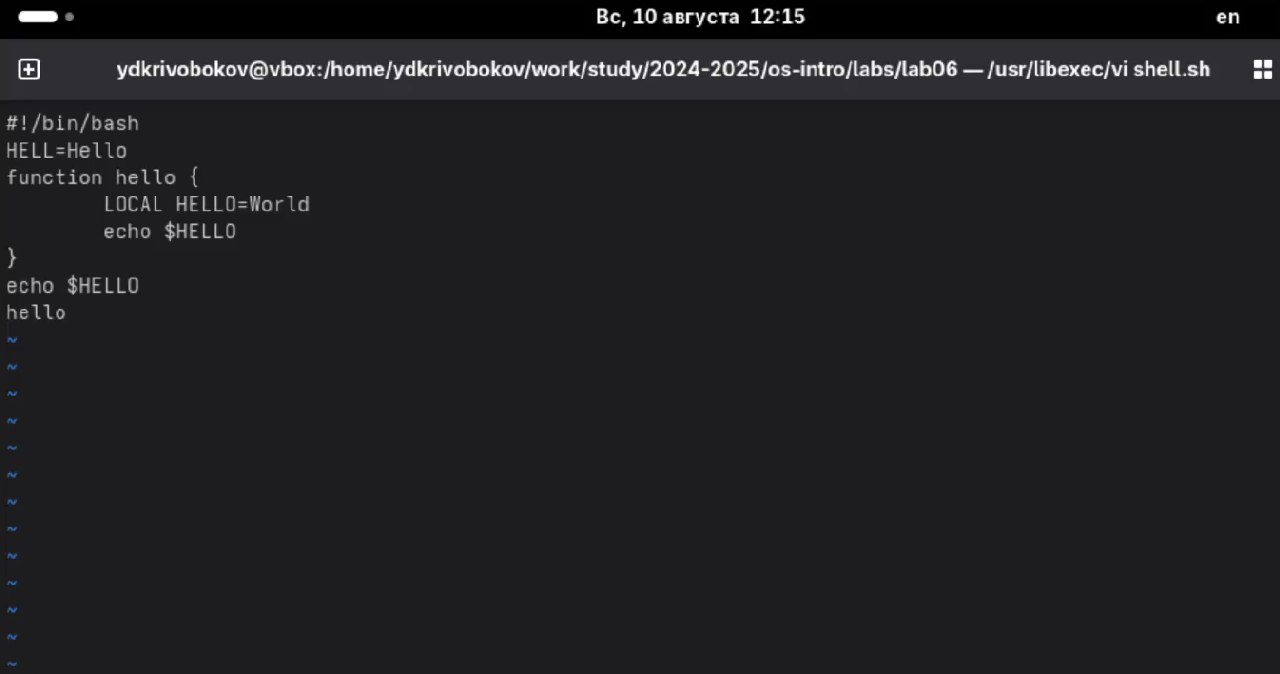 Вс, 10 августа 12:15
en
ydkrivobokov@vbox:/home/ydkrivobokov/work/study/2024-2025/os-intro/labs/lab06 — /usr/libexec/vi shell.sh
#!/bin/bash
HELL=Hello
function hello {
        LOCAL HELLO=World
        echo $HELLO
}
echo $HELLO
hello
~
~
~
~
~
~
~
~
~
~
~
~
~